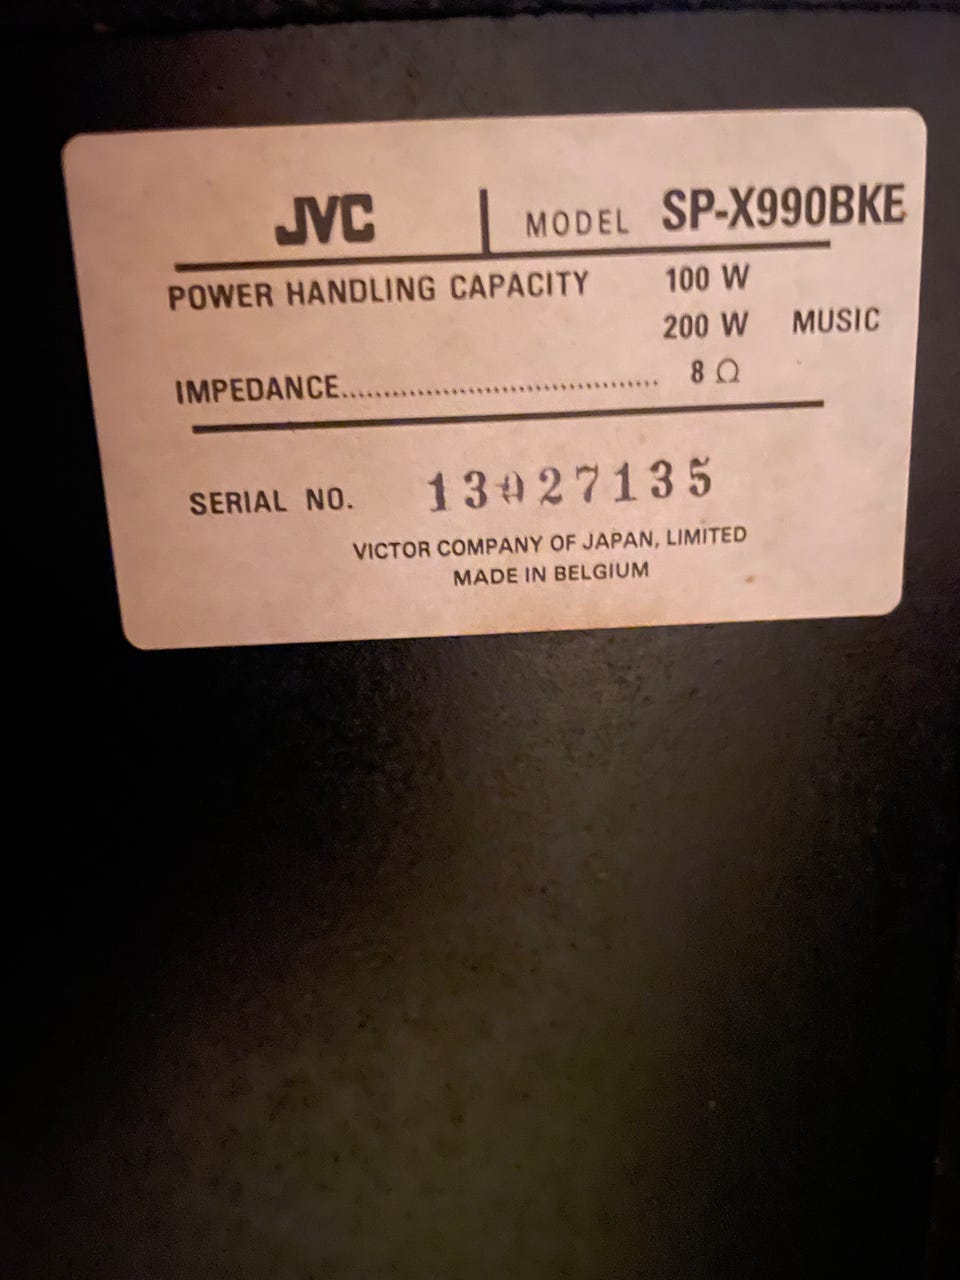 JVC MODEL SP-X990BKE
POWER HANDLING CAPACITY 100 W
200 W MUSIC
IMPEDANCE...................................... 8 Ω
SERIAL NO. 13027135
VICTOR COMPANY OF JAPAN, LIMITED
MADE IN BELGIUM